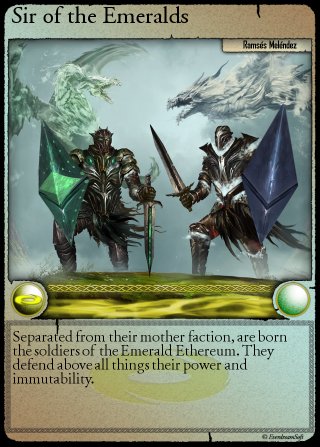 Sir of the Emeralds
Ramsés Meléndez
Separated from their mother faction, are born
the soldiers of the Emerald Ethereum. They
defend above all things their power and
immutability.
© EverdreamSoft